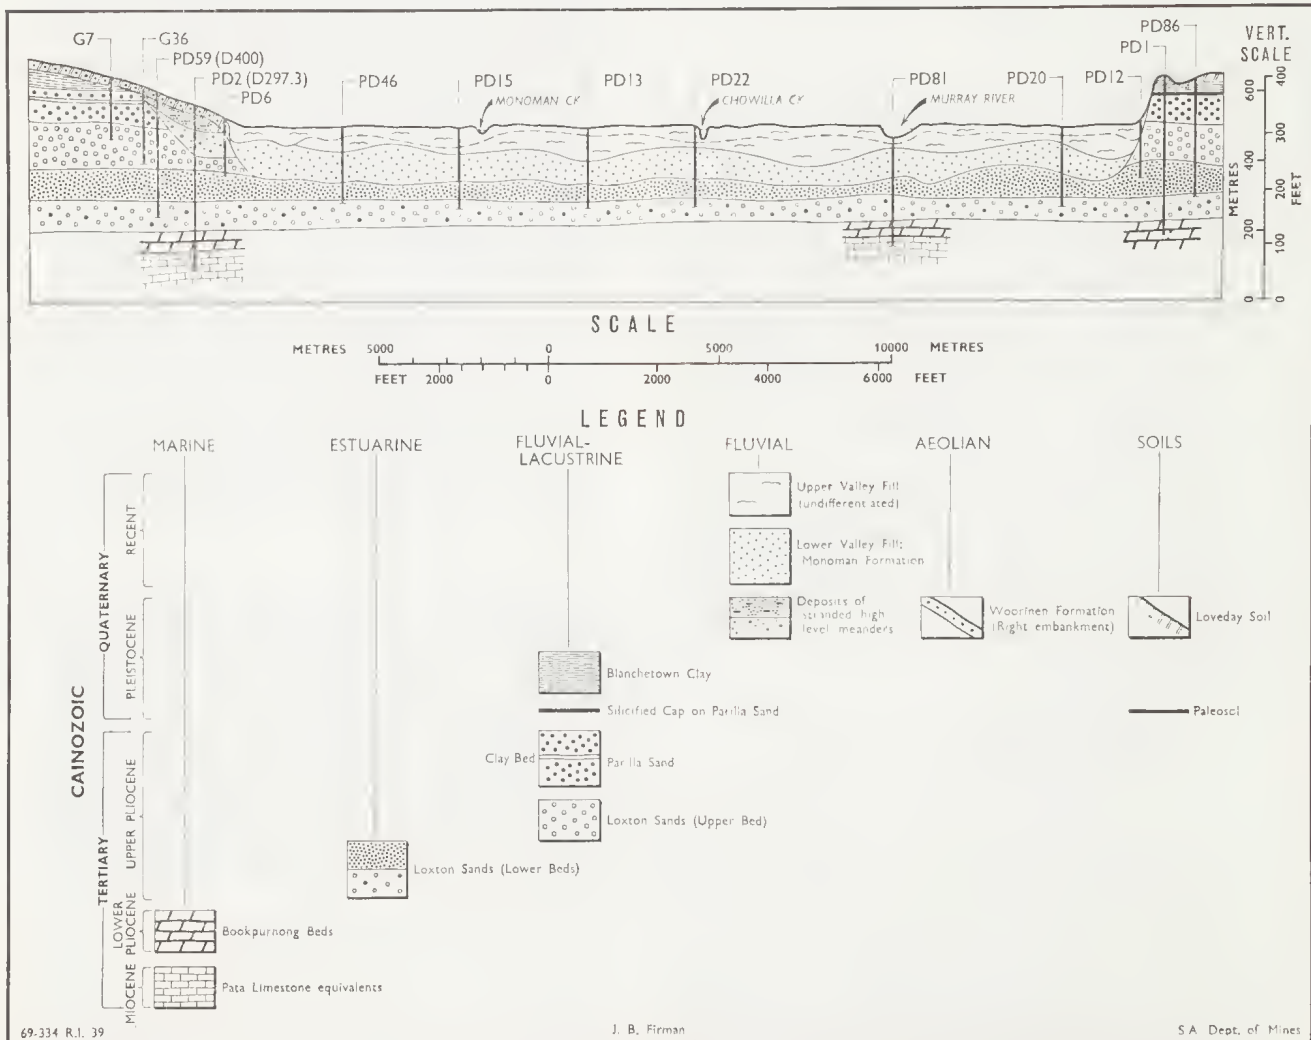 G7
G36
PD59 (D400)
PD2 (D297.3)
PD6
PD46
PD15
MONOMAN CK
PD13
PD22
CHOWILLA CK
PD81
MURRAY RIVER
PD20
PD12
PD1
PD86
VERT. SCALE
600 400
300
400
200
200
100
0 0
METRES
FEET
SCALE
METRES 5000 0 5000 10000 METRES
FEET 2000 0 2000 4000 6000 FEET
LEGEND
MARINE
ESTUARINE
FLUVIAL-
LACUSTRINE
FLUVIAL
AEOLIAN
SOILS
CAINOZOIC
QUATERNARY
RECENT
PLEISTOCENE
TERTIARY
UPPER PLIOCENE
LOWER
PLIOCENE
MIOCENE
Upper Valley Fill
(undifferentiated)
Lower Valley Fill;
Monoman Formation
Deposits of
stranded high
level meanders
Woorinen Formation
(Right embankment)
Loveday Soil
Blanchetown Clay
Silicified Cap on Parilla Sand
Paleosol
Clay Bed
Parilla Sand
Loxton Sands (Upper Bed)
Loxton Sands (Lower Beds)
Bookpurnong Beds
Pata Limestone equivalents
69-334 R.I. 39
J. B. Firman
S.A. Dept. of Mines